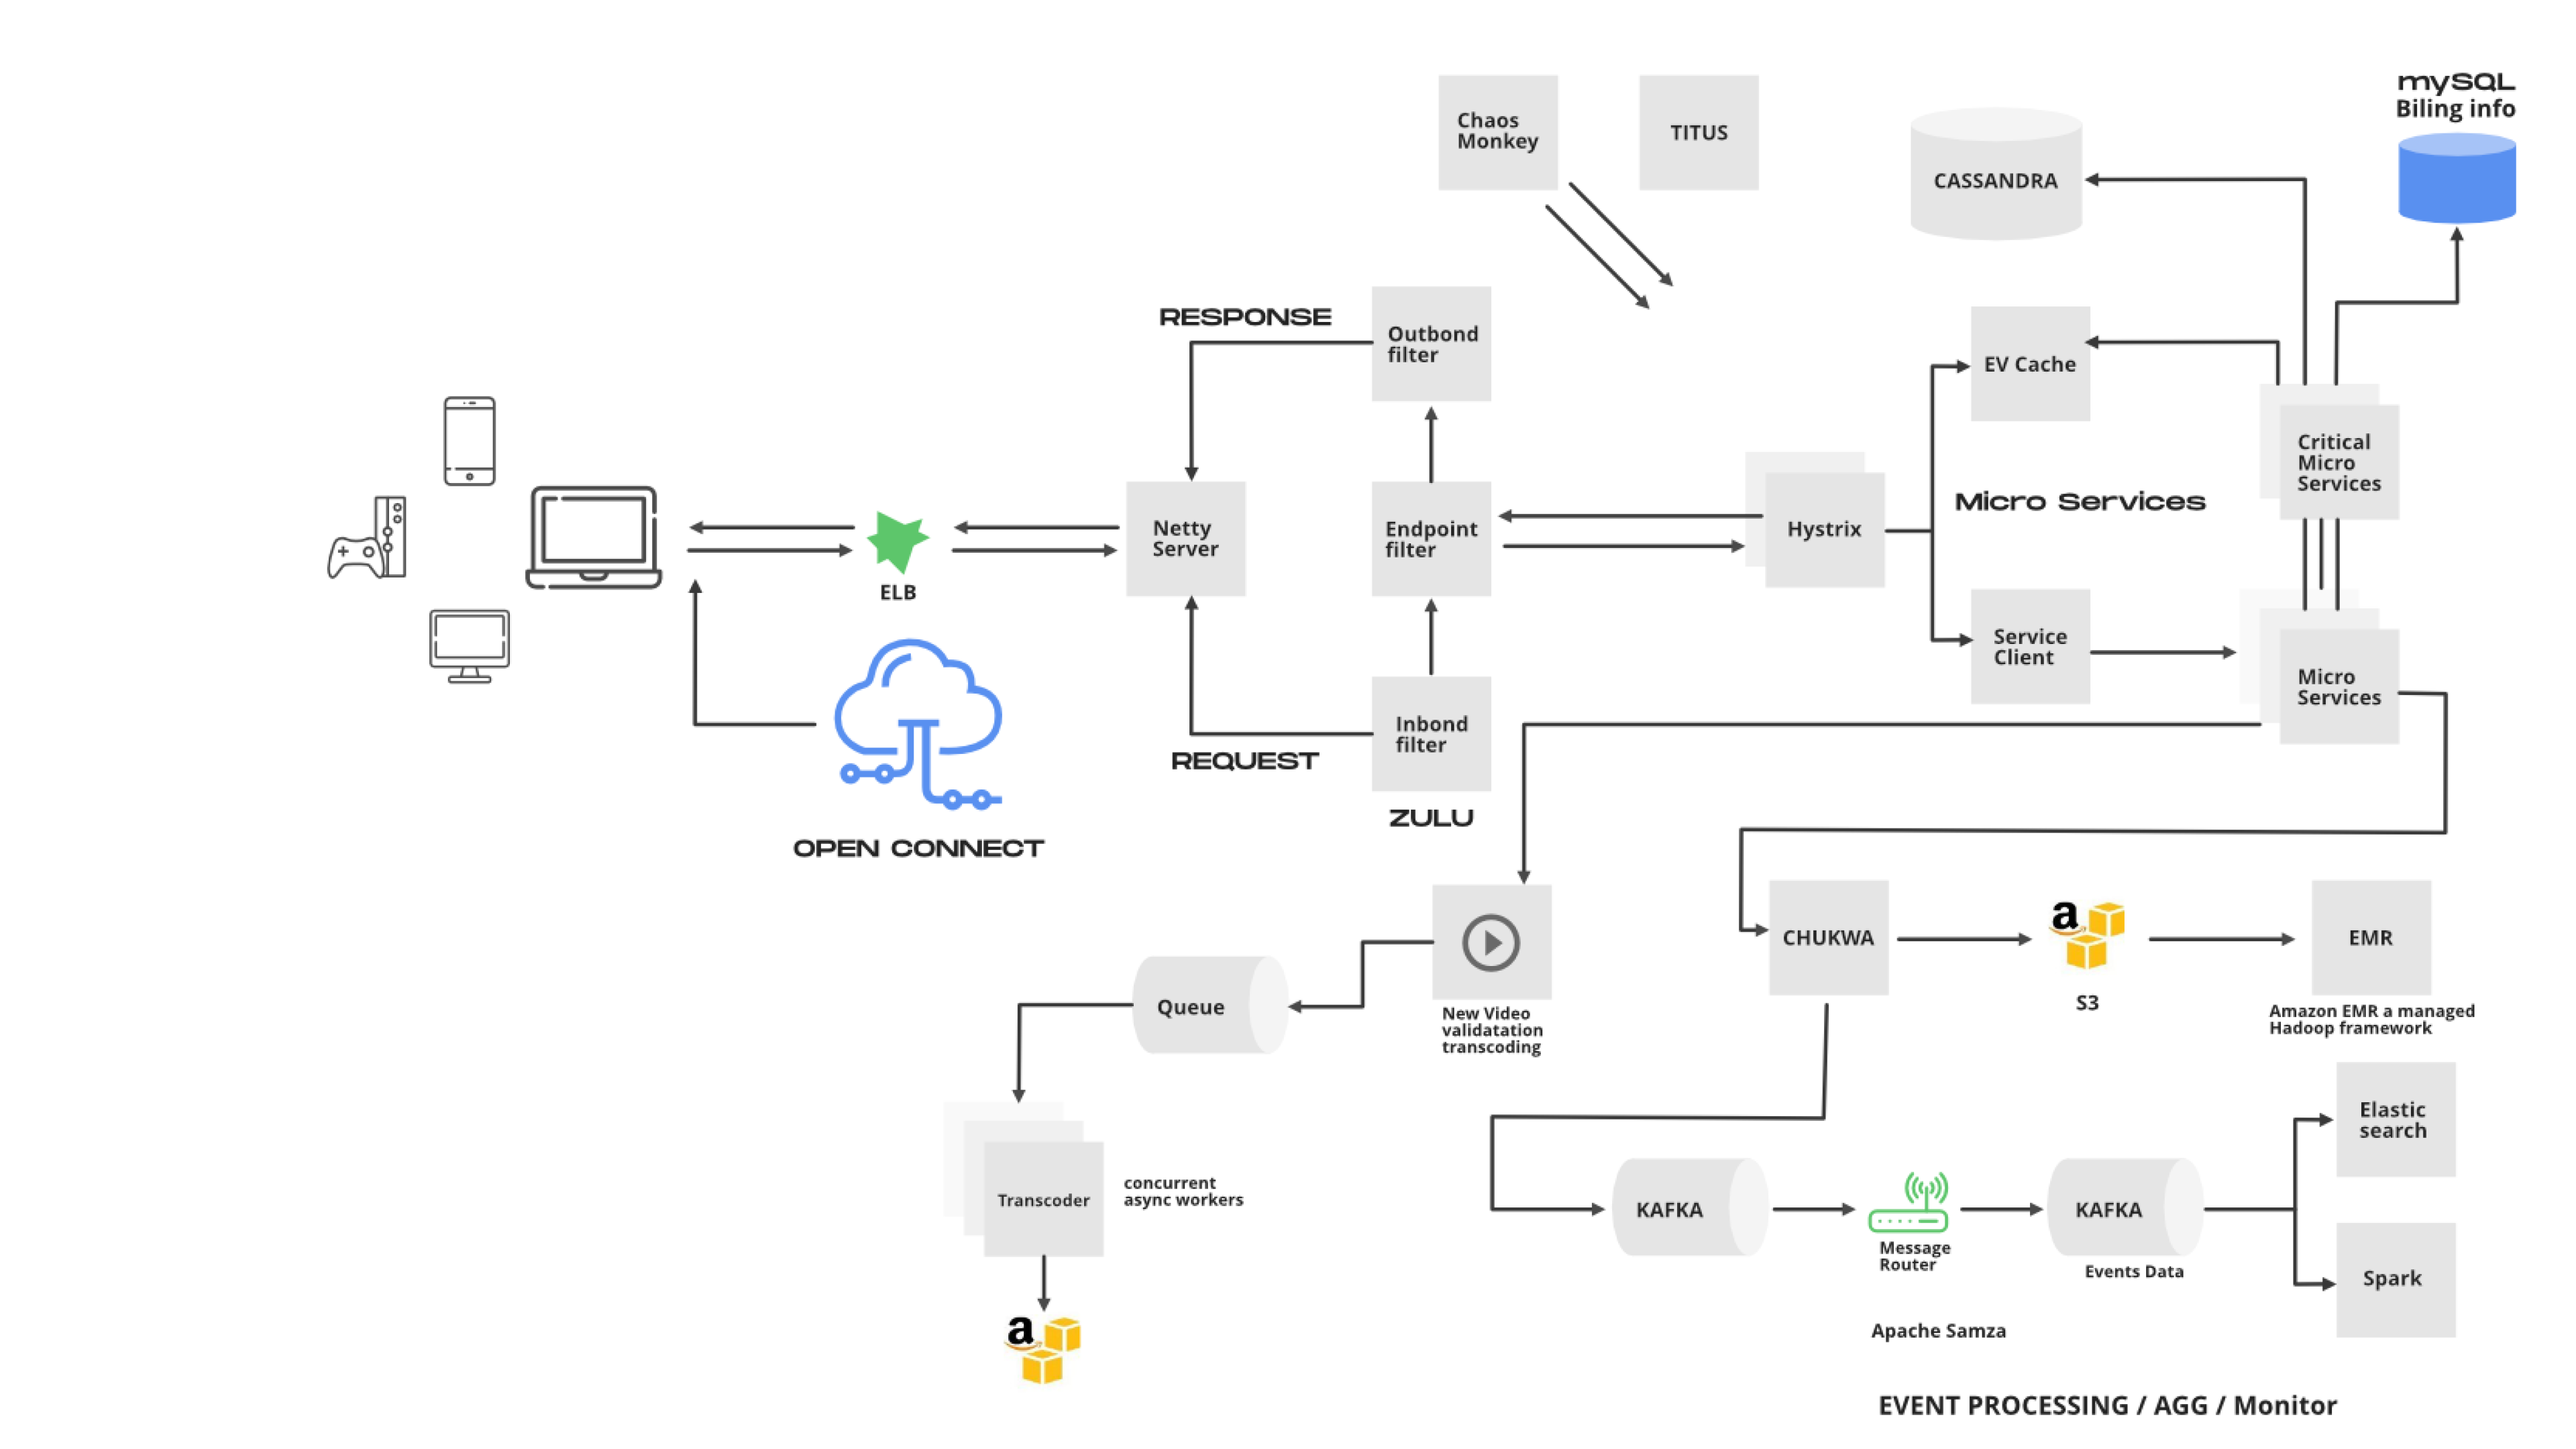 mySQL
Biling info
Chaos
Monkey
TITUS
CASSANDRA
RESPONSE
Outbond
filter
EV Cache
Critical
Micro
Services
Micro Services
Netty
Server
Endpoint
filter
Hystrix
ELB
Service
Client
Micro
Services
Inbond
filter
REQUEST
ZULU
OPEN CONNECT
CHUKWA
a
S3
EMR
Amazon EMR a managed
Hadoop framework
Queue
New Video
validatation
transcoding
Elastic
search
Transcoder
concurrent
async workers
KAFKA
Message
Router
KAFKA
Events Data
Spark
Apache Samza
a
EVENT PROCESSING / AGG / Monitor